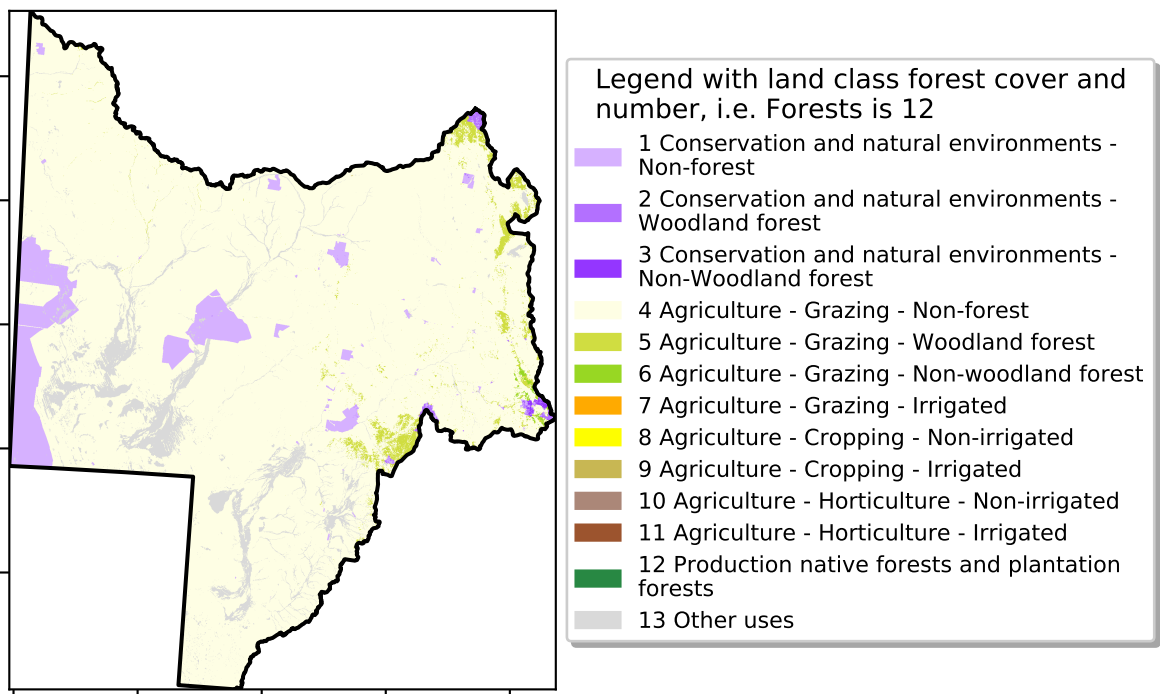 Legend with land class forest cover and
number, i.e. Forests is 12
1 Conservation and natural environments -
Non-forest
2 Conservation and natural environments -
Woodland forest
3 Conservation and natural environments -
Non-Woodland forest
4 Agriculture - Grazing - Non-forest
5 Agriculture - Grazing - Woodland forest
6 Agriculture - Grazing - Non-woodland forest
7 Agriculture - Grazing - Irrigated
8 Agriculture - Cropping - Non-irrigated
9 Agriculture - Cropping - Irrigated
10 Agriculture - Horticulture - Non-irrigated
11 Agriculture - Horticulture - Irrigated
12 Production native forests and plantation
forests
13 Other uses